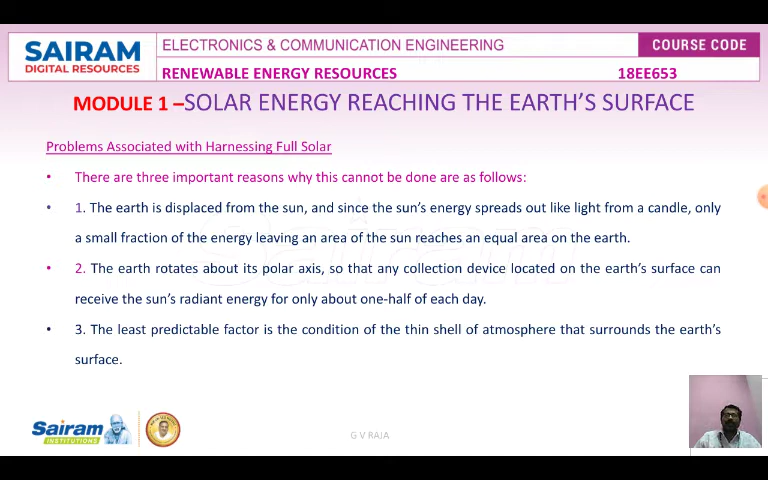 SAIRAM
DIGITAL RESOURCES
ELECTRONICS & COMMUNICATION ENGINEERING
COURSE CODE
RENEWABLE ENERGY RESOURCES 18EE653
MODULE 1 –SOLAR ENERGY REACHING THE EARTH'S SURFACE
Problems Associated with Harnessing Full Solar
• There are three important reasons why this cannot be done are as follows:
• 1. The earth is displaced from the sun, and since the sun's energy spreads out like light from a candle, only
a small fraction of the energy leaving an area of the sun reaches an equal area on the earth.
• 2. The earth rotates about its polar axis, so that any collection device located on the earth's surface can
receive the sun's radiant energy for only about one-half of each day.
• 3. The least predictable factor is the condition of the thin shell of atmosphere that surrounds the earth's
surface.
Sairam
INSTITUTIONS
G V RAJA